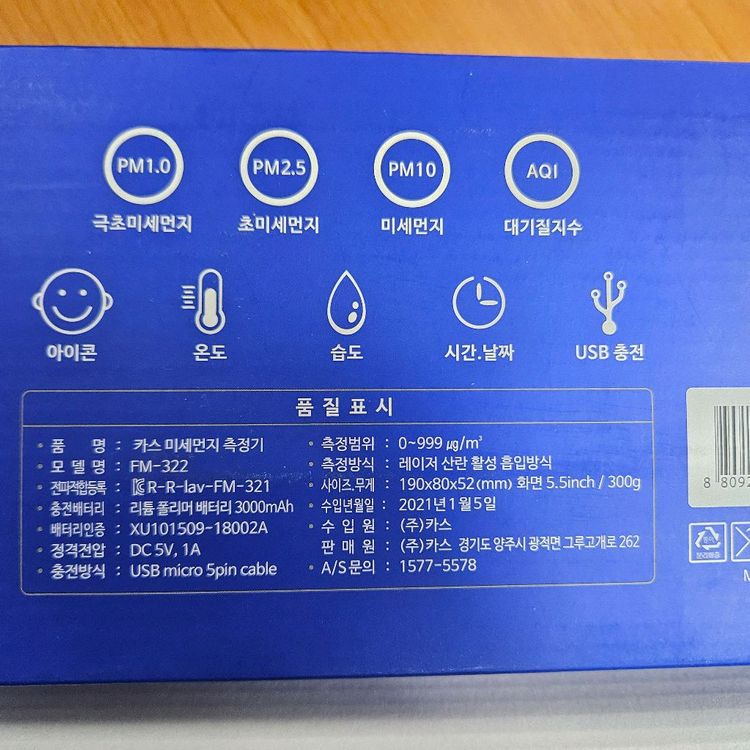 PM1.0 PM2.5 PM10 AQI
극초미세먼지 초미세먼지 미세먼지 대기질지수
아이콘 온도 습도 시간.날짜 USB 충전
품 질 표 시
• 품 명 : 카스 미세먼지 측정기
• 모 델 명 : FM-322
• 전파적합등록 : R-R-lav-FM-321
• 충전배터리 : 리튬 폴리머 배터리 3000mAh
• 배터리인증 : XU101509-18002A
• 정격전압 : DC 5V, 1A
• 충전방식 : USB micro 5pin cable
• 측정범위 : 0~999 ㎍/㎥
• 측정방식 : 레이저 산란 활성 흡입방식
• 사이즈.무게 : 190x80x52(mm) 화면 5.5inch / 300g
• 수입년월일 : 2021년 1월 5일
• 수 입 원 : (주)카스
판 매 원 : (주)카스 경기도 양주시 광적면 그루고개로 262
• A/S 문의 : 1577-5578
8 8092
종이
분리배출
M